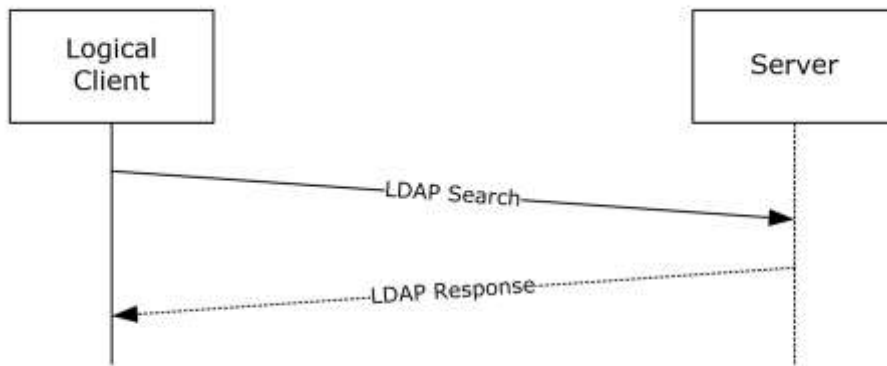 Logical
Client
Server
LDAP Search
LDAP Response